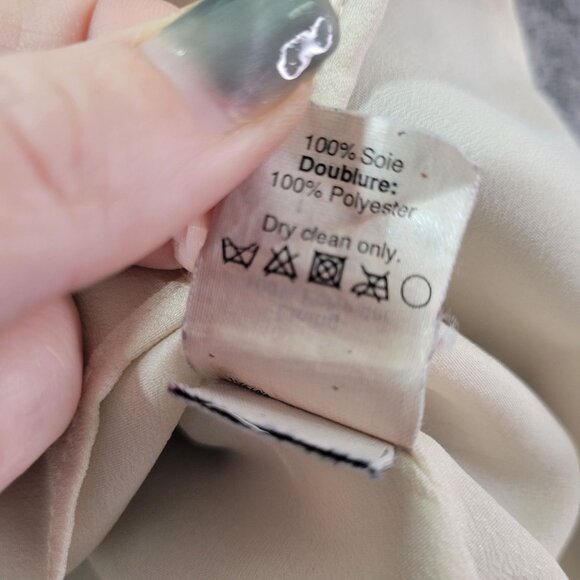 100% Soie
Doublure:
100% Polyester
Dry clean only.